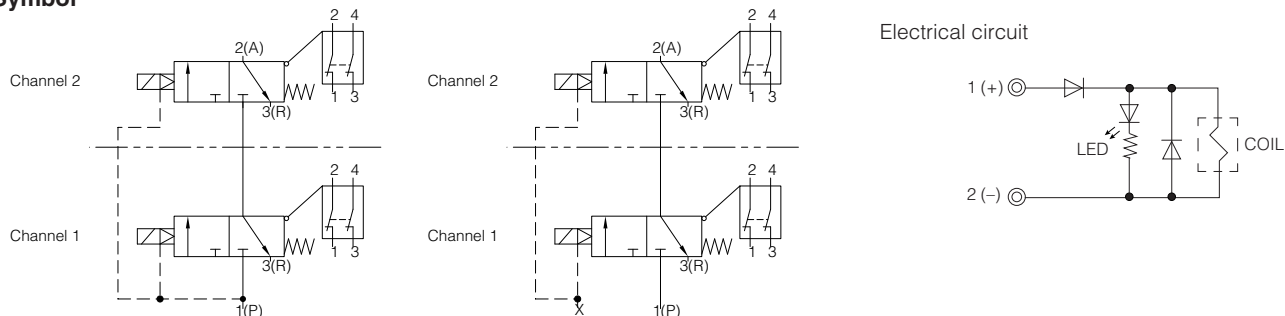 Symbol
2 4
2(A)
Channel 2
1 3
3(R)
2 4
Channel 1
1 3
3(R)
1(P)
2 4
2(A)
Channel 2
1 3
3(R)
2 4
Channel 1
1 3
3(R)
X
1(P)
Electrical circuit
1 (+)
LED
COIL
2 (−)